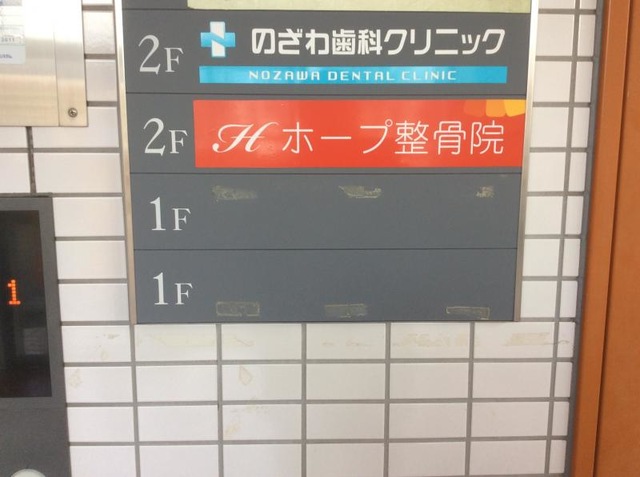 2F のざわ歯科クリニック
NOZAWA DENTAL CLINIC
2F H ホープ整骨院
1F
1F
1